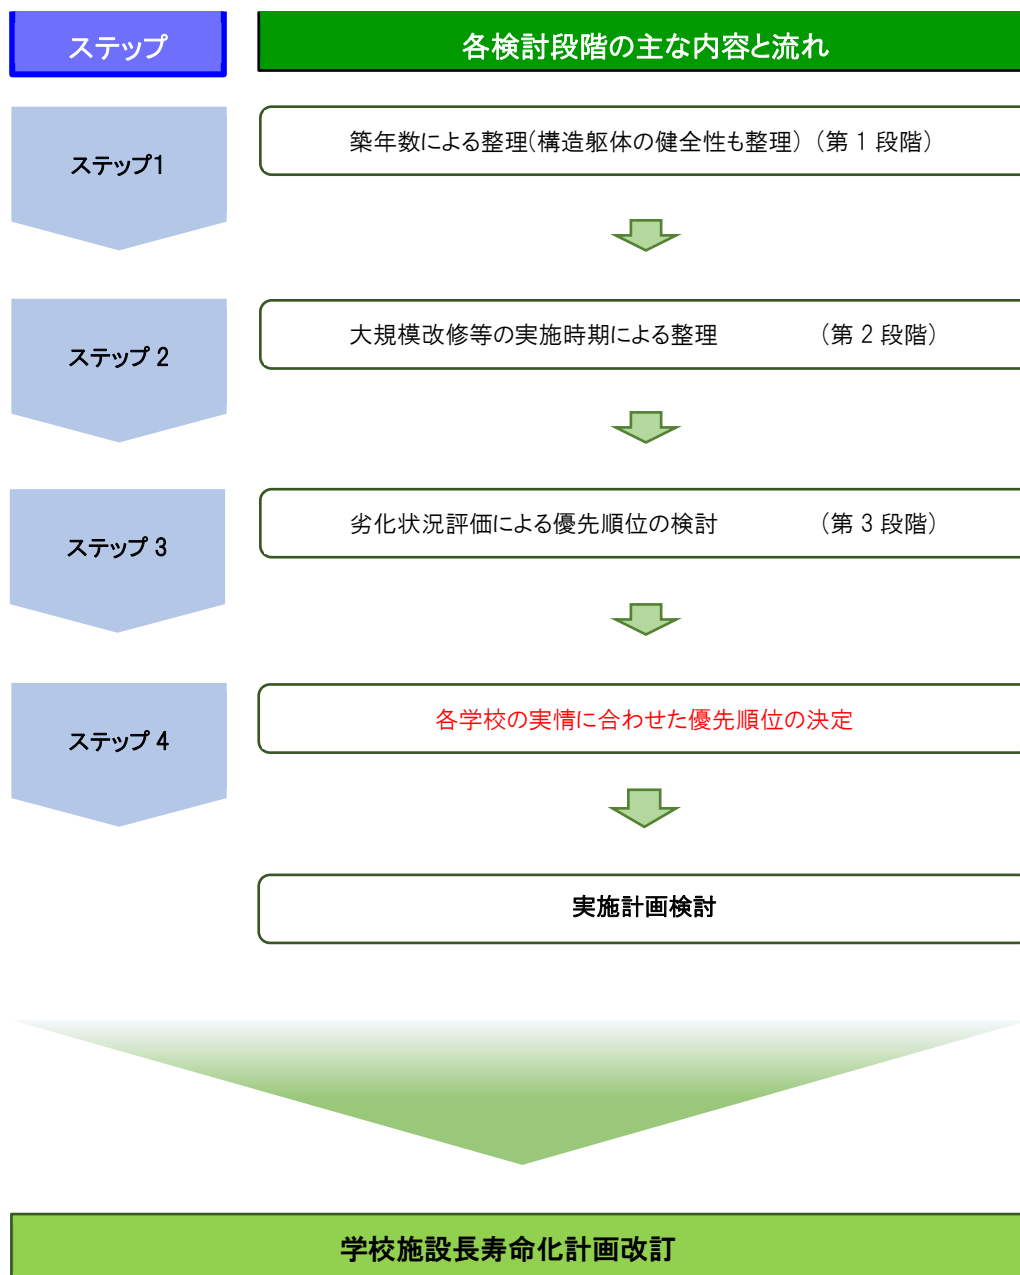 ステップ
各検討段階の主な内容と流れ
ステップ1
築年数による整理(構造躯体の健全性も整理)（第 1 段階）
ステップ 2
大規模改修等の実施時期による整理　　　　（第 2 段階）
ステップ 3
劣化状況評価による優先順位の検討　　　　（第 3 段階）
ステップ 4
各学校の実情に合わせた優先順位の決定
実施計画検討
学校施設長寿命化計画改訂